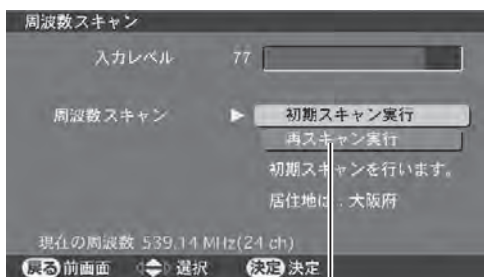 周波数スキャン
入力レベル 77
周波数スキャン ▶ 初期スキャン実行
再スキャン実行
初期スキャンを行います。
居住地は：大阪府
現在の周波数 539.14 MHz(24 ch)
戻る 前画面 選択 決定 決定